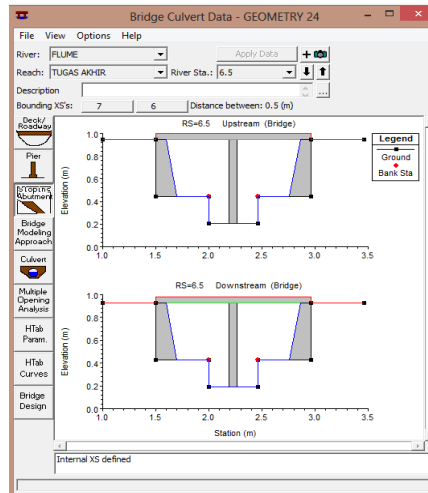 Bridge Culvert Data - GEOMETRY 24
File View Options Help
River: FLUME Apply Data
Reach: TUGAS AKHIR River Sta.: 6.5
Description ...
Bounding XS's: 7 6 Distance between: 0.5 (m)
Deck/
Roadway
Pier
Sloping
Abutment
Bridge
Modeling
Approach
Culvert
Multiple
Opening
Analysis
HTab
Param.
HTab
Curves
Bridge
Design
RS=6.5 Upstream (Bridge)
Elevation (m)
1.0
0.8
0.6
0.4
0.2
0.0
1.0 1.5 2.0 2.5 3.0 3.5
Legend
Ground
Bank Sta
RS=6.5 Downstream (Bridge)
Elevation (m)
1.0
0.8
0.6
0.4
0.2
0.0
1.0 1.5 2.0 2.5 3.0 3.5
Station (m)
Internal XS defined